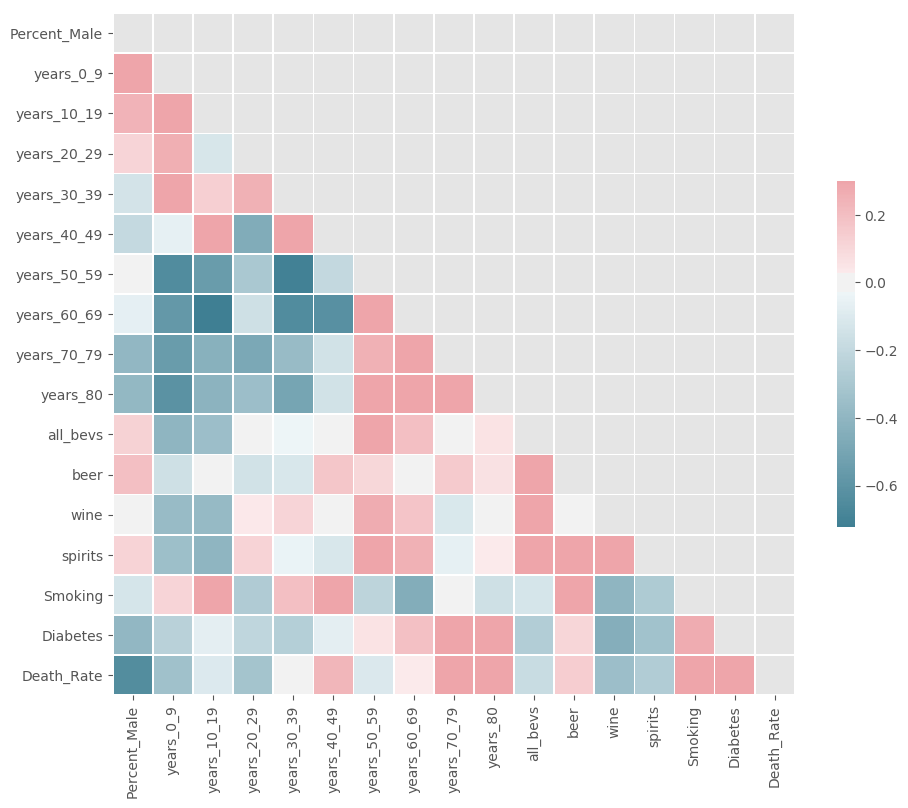 Percent_Male
years_0_9
years_10_19
years_20_29
years_30_39
years_40_49
years_50_59
years_60_69
years_70_79
years_80
all_bevs
beer
wine
spirits
Smoking
Diabetes
Death_Rate
Percent_Male
years_0_9
years_10_19
years_20_29
years_30_39
years_40_49
years_50_59
years_60_69
years_70_79
years_80
all_bevs
beer
wine
spirits
Smoking
Diabetes
Death_Rate
0.2
0.0
−0.2
−0.4
−0.6